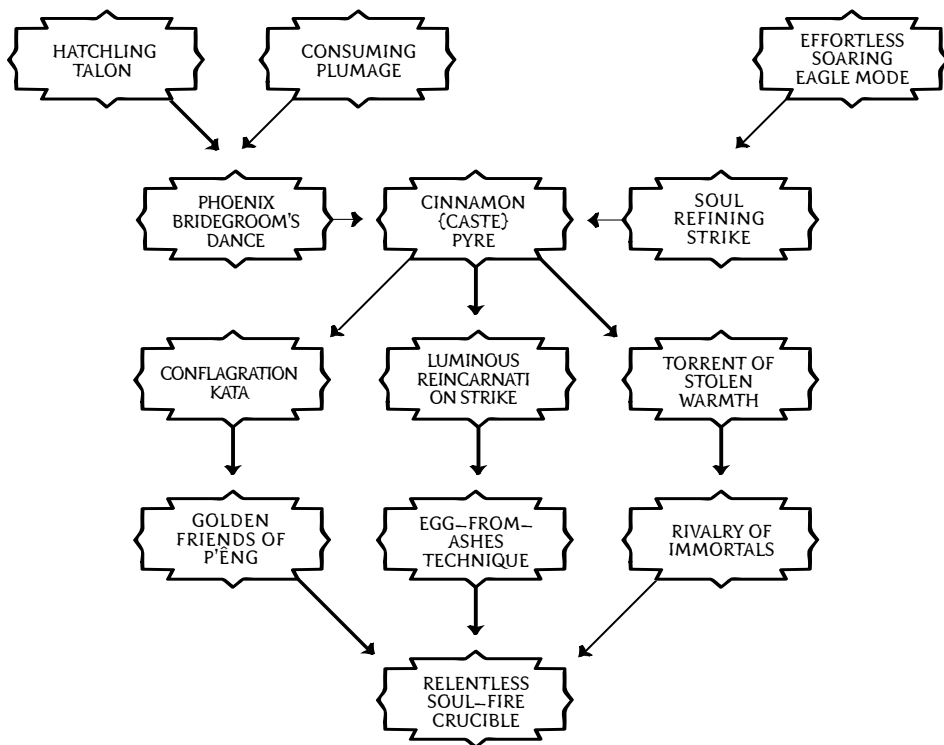 HATCHLING
TALON
CONSUMING
PLUMAGE
EFFORTLESS
SOARING
EAGLE MODE
PHOENIX
BRIDEGROOM'S
DANCE
CINNAMON
{CASTE}
PYRE
SOUL
REFINING
STRIKE
CONFLAGRATION
KATA
LUMINOUS
REINCARNATI
ON STRIKE
TORRENT OF
STOLEN
WARMTH
GOLDEN
FRIENDS OF
P'ÊNG
EGG–FROM–
ASHES
TECHNIQUE
RIVALRY OF
IMMORTALS
RELENTLESS
SOUL–FIRE
CRUCIBLE